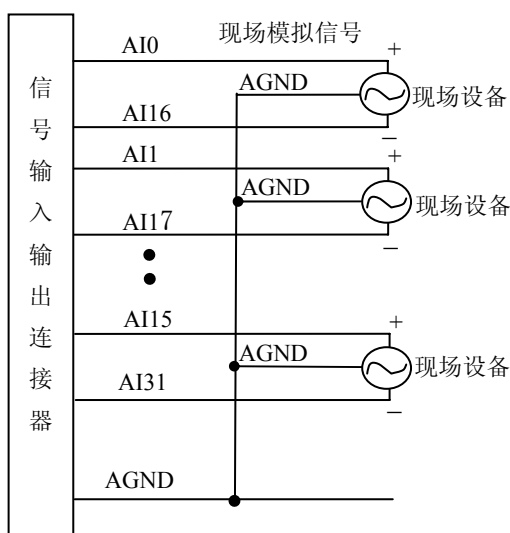 信号输入输出连接器
现场模拟信号
AI0
+
AGND
现场设备
AI16
−
AI1
+
AGND
现场设备
AI17
−
AI15
+
AGND
现场设备
AI31
−
AGND